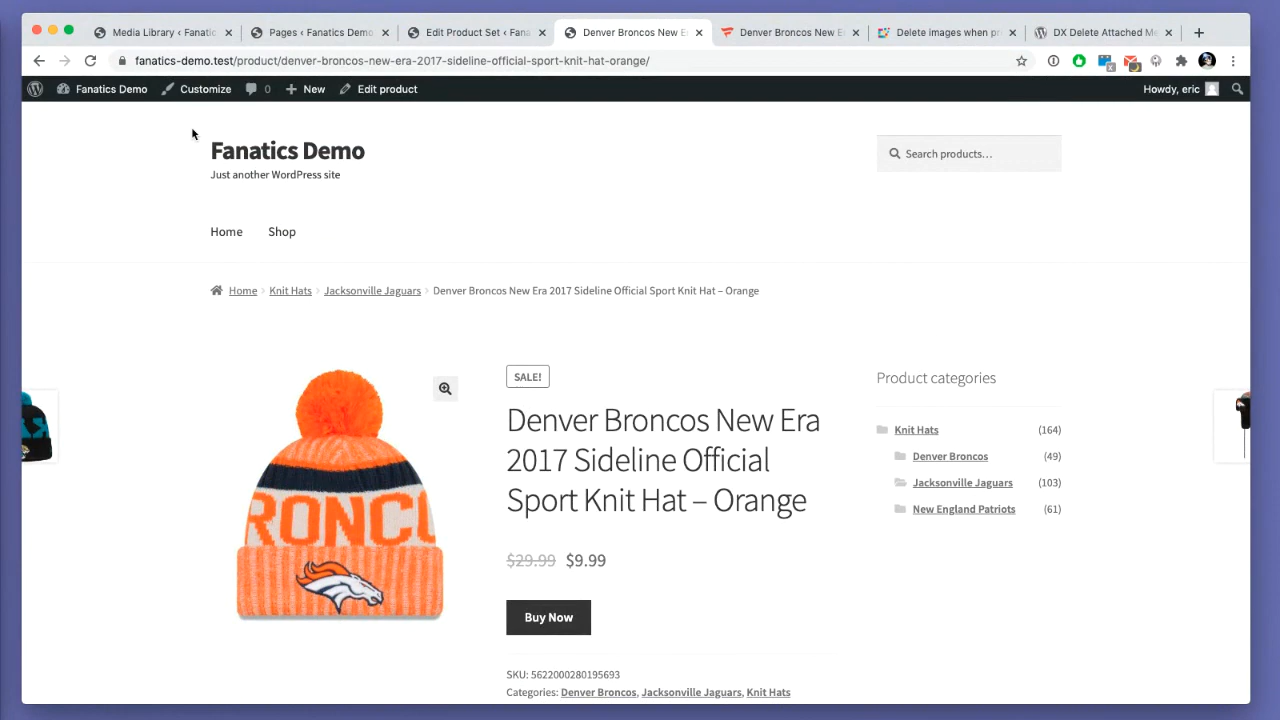 Media Library ‹ Fanatic
Pages ‹ Fanatics Demo
Edit Product Set ‹ Fana
Denver Broncos New E
Denver Broncos New E
Delete images when pr
DX Delete Attached Me
fanatics-demo.test/product/denver-broncos-new-era-2017-sideline-official-sport-knit-hat-orange/
Fanatics Demo
Customize
0
New
Edit product
Howdy, eric
Fanatics Demo
Just another WordPress site
Search products…
Home
Shop
Home › Knit Hats › Jacksonville Jaguars › Denver Broncos New Era 2017 Sideline Official Sport Knit Hat – Orange
SALE!
Denver Broncos New Era
2017 Sideline Official
Sport Knit Hat – Orange
$29.99 $9.99
Buy Now
SKU: 5622000280195693
Categories: Denver Broncos, Jacksonville Jaguars, Knit Hats
RONC
Product categories
Knit Hats (164)
Denver Broncos (49)
Jacksonville Jaguars (103)
New England Patriots (61)